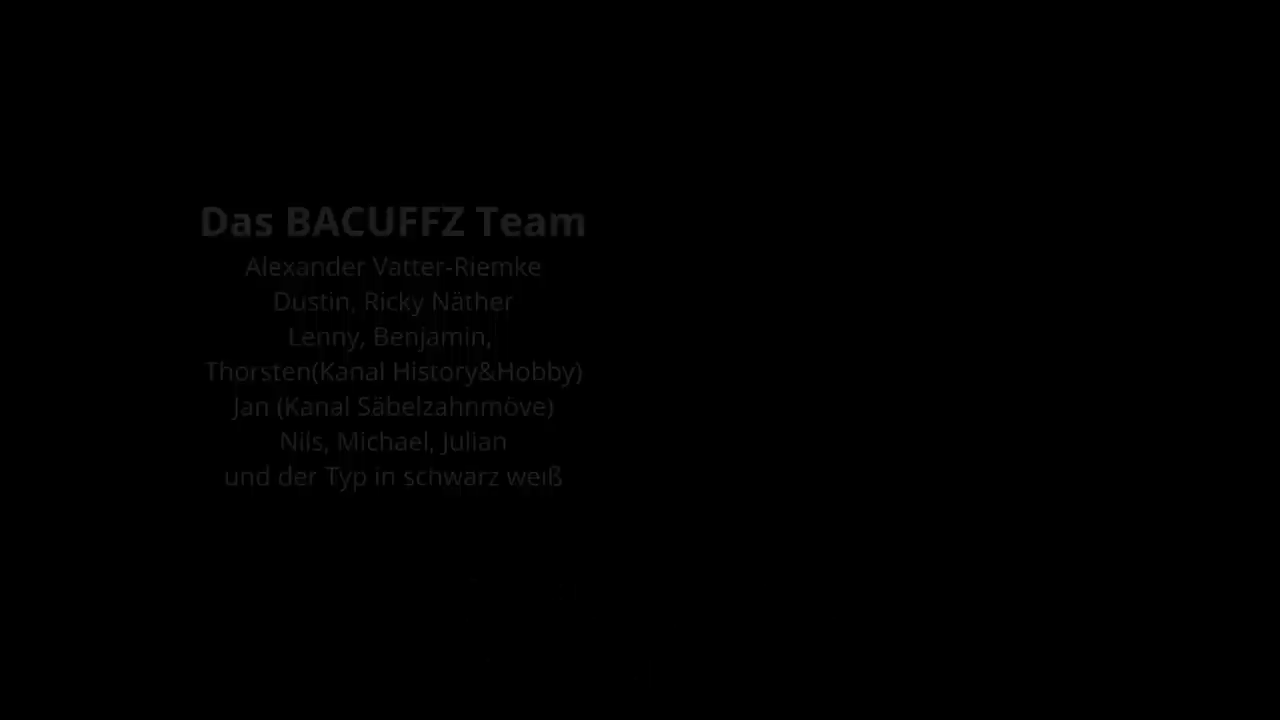 Das BACUFFZ Team
Alexander Vatter-Riemke
Dustin, Ricky Näther
Lenny, Benjamin,
Thorsten(Kanal History&Hobby)
Jan (Kanal Säbelzahnmöve)
Nils, Michael, Julian
und der Typ in schwarz weiß